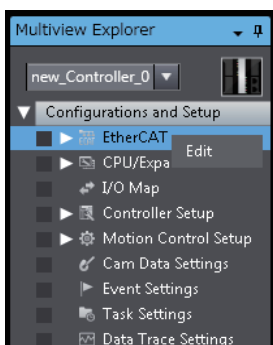 Multiview Explorer
new_Controller_0
Configurations and Setup
EtherCAT
Edit
CPU/Expa
I/O Map
Controller Setup
Motion Control Setup
Cam Data Settings
Event Settings
Task Settings
Data Trace Settings